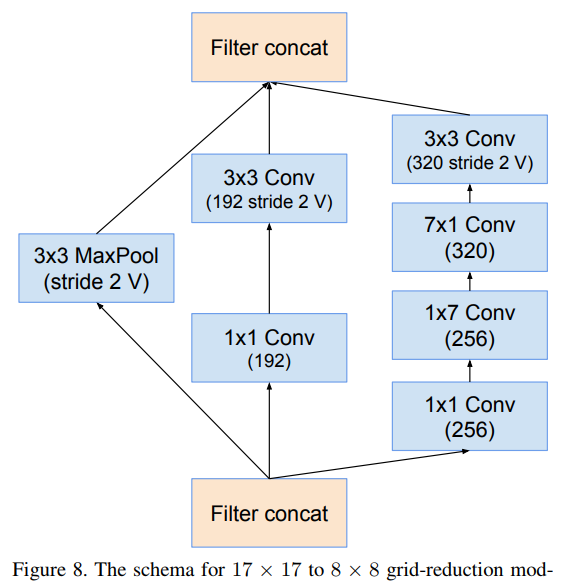 Filter concat
3x3 Conv
(320 stride 2 V)
3x3 Conv
(192 stride 2 V)
7x1 Conv
(320)
3x3 MaxPool
(stride 2 V)
1x7 Conv
(256)
1x1 Conv
(192)
1x1 Conv
(256)
Filter concat
Figure 8. The schema for 17 × 17 to 8 × 8 grid-reduction mod-